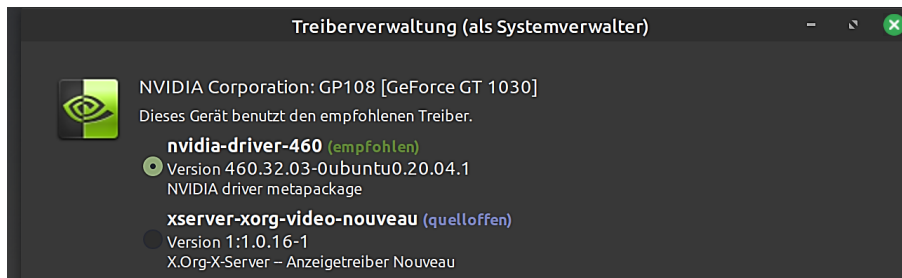 Treiberverwaltung (als Systemverwalter)
NVIDIA Corporation: GP108 [GeForce GT 1030]
Dieses Gerät benutzt den empfohlenen Treiber.
nvidia-driver-460 (empfohlen)
Version 460.32.03-0ubuntu0.20.04.1
NVIDIA driver metapackage
xserver-xorg-video-nouveau (quelloffen)
Version 1:1.0.16-1
X.Org-X-Server – Anzeigetreiber Nouveau